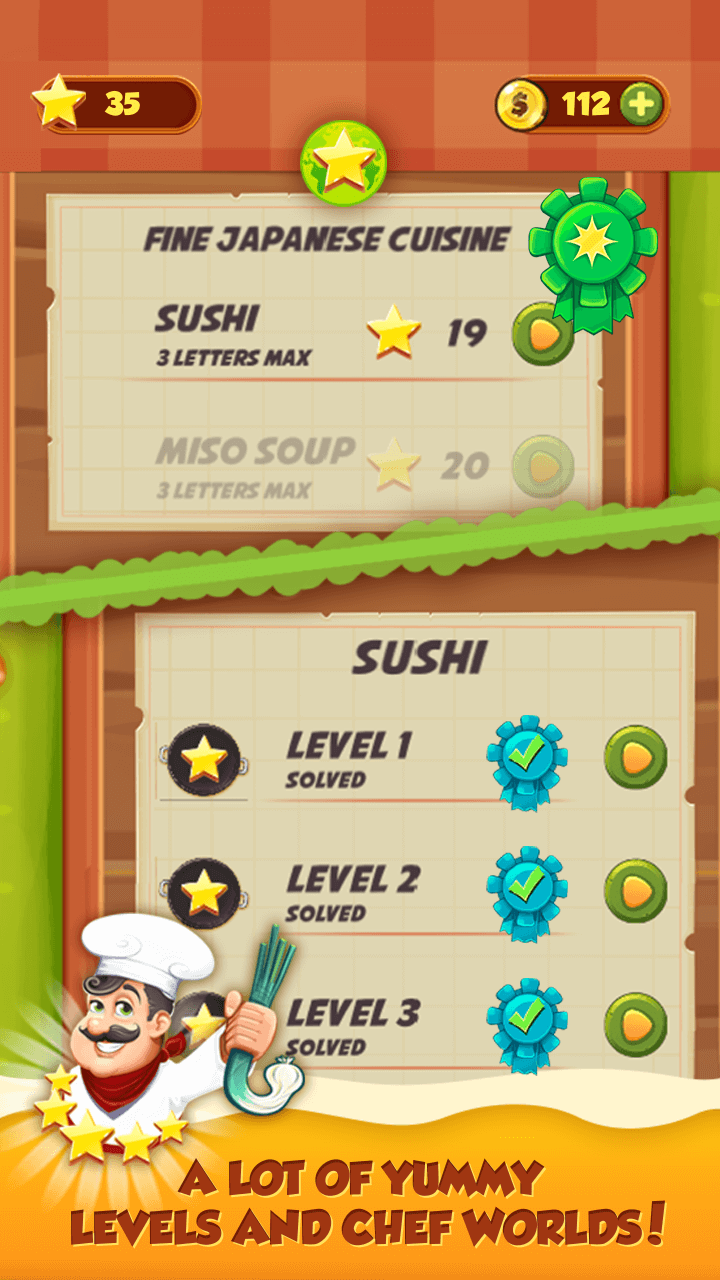 35
112
FINE JAPANESE CUISINE
SUSHI
19
3 LETTERS MAX
MISO SOUP
20
3 LETTERS MAX
SUSHI
LEVEL 1
SOLVED
LEVEL 2
SOLVED
LEVEL 3
SOLVED
A LOT OF YUMMY
LEVELS AND CHEF WORLDS!